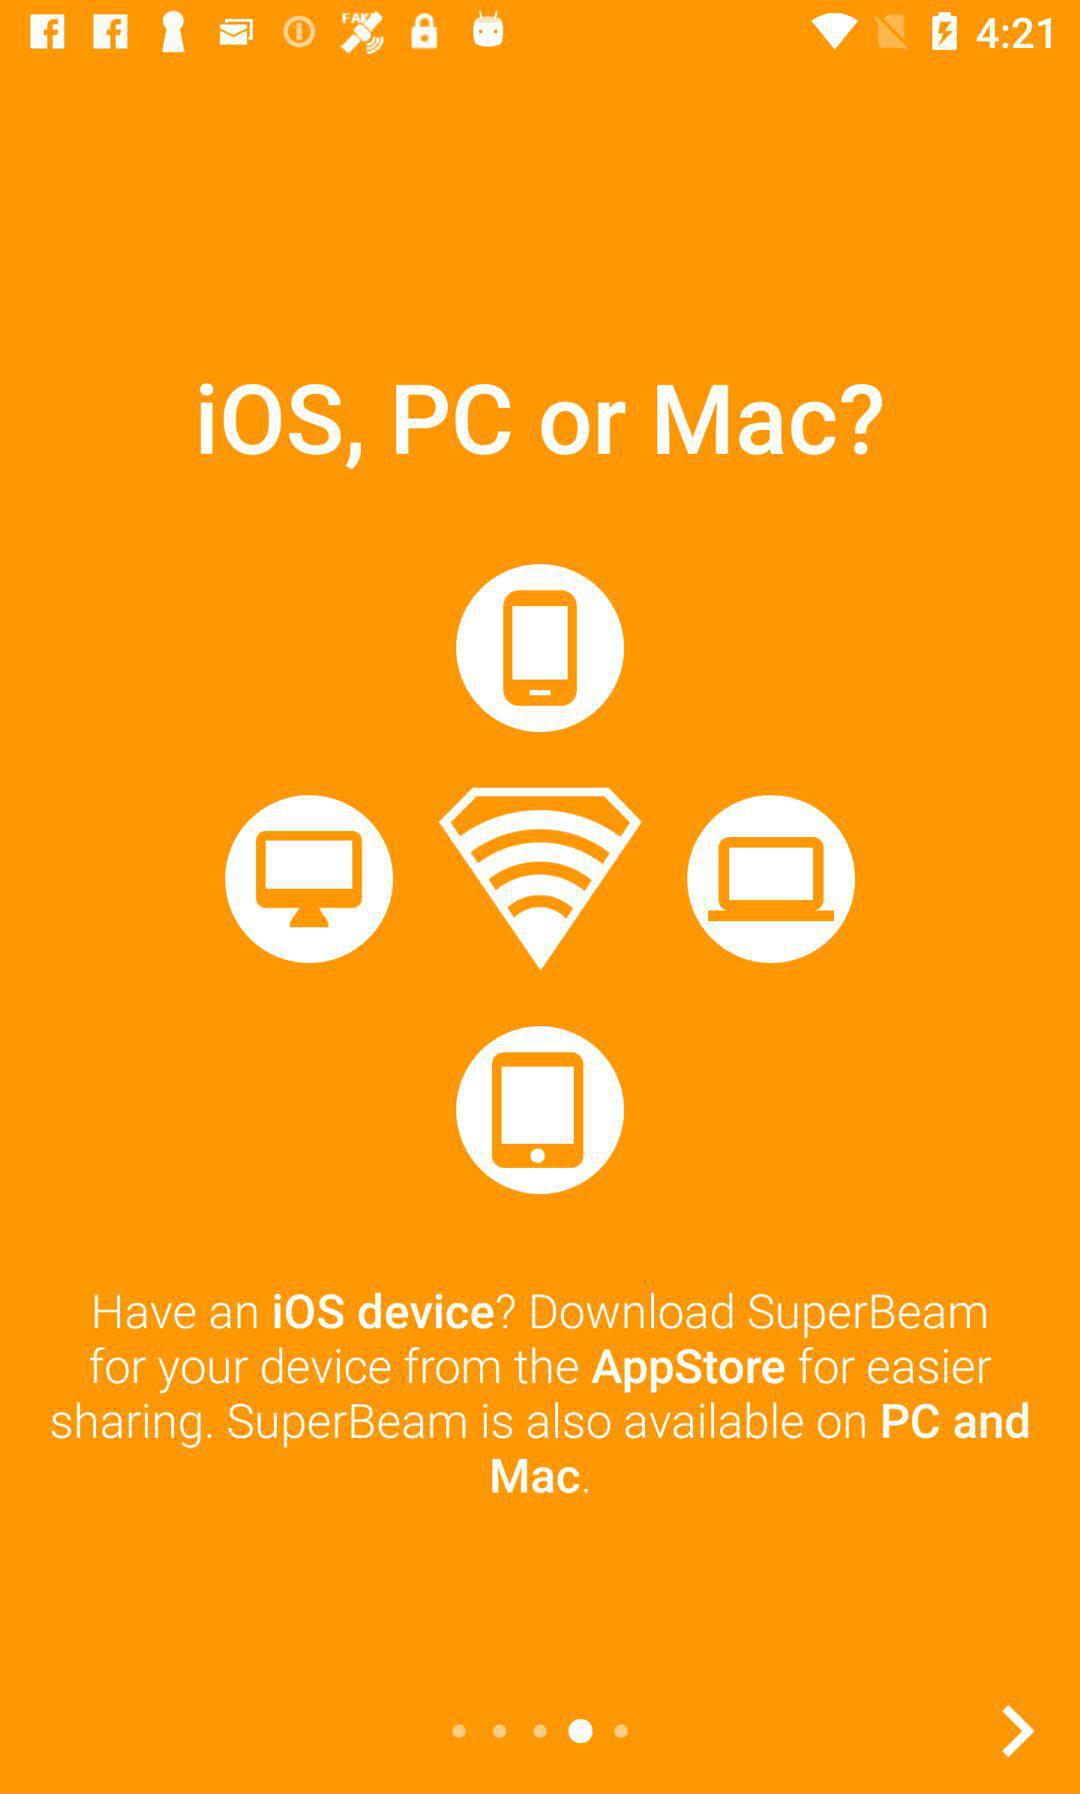 FAKE
4:21
iOS, PC or Mac?
Have an iOS device? Download SuperBeam
for your device from the AppStore for easier
sharing. SuperBeam is also available on PC and
Mac.